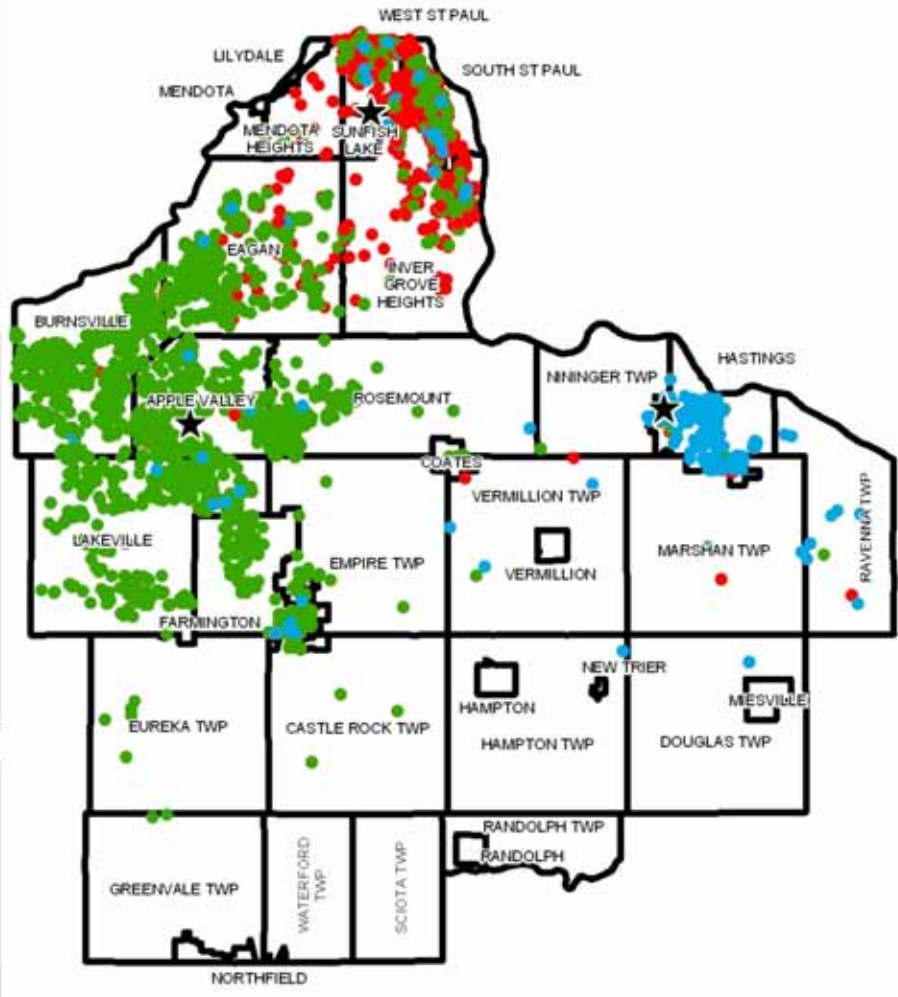 WEST ST PAUL
LILYDALE
SOUTH ST PAUL
MENDOTA
MENDOTA
HEIGHTS
SUNFISH
LAKE
EAGAN
INVER
GROVE
HEIGHTS
BURNSVILLE
HASTINGS
NININGER TWP
APPLE VALLEY
ROSEMOUNT
COATES
VERMILLION TWP
RAVENNA TWP
LAKEVILLE
MARSHAN TWP
EMPIRE TWP
VERMILLION
FARMINGTON
NEW TRIER
MIESVILLE
HAMPTON
EUREKA TWP
CASTLE ROCK TWP
HAMPTON TWP
DOUGLAS TWP
RANDOLPH TWP
RANDOLPH
WATERFORD
TWP
SCIOTA TWP
GREENVALE TWP
NORTHFIELD